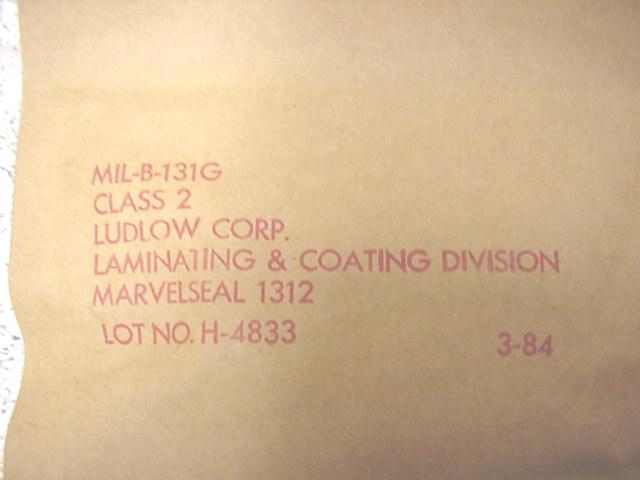 MIL-B-131G
CLASS 2
LUDLOW CORP.
LAMINATING & COATING DIVISION
MARVELSEAL 1312
LOT NO. H-4833 3-84